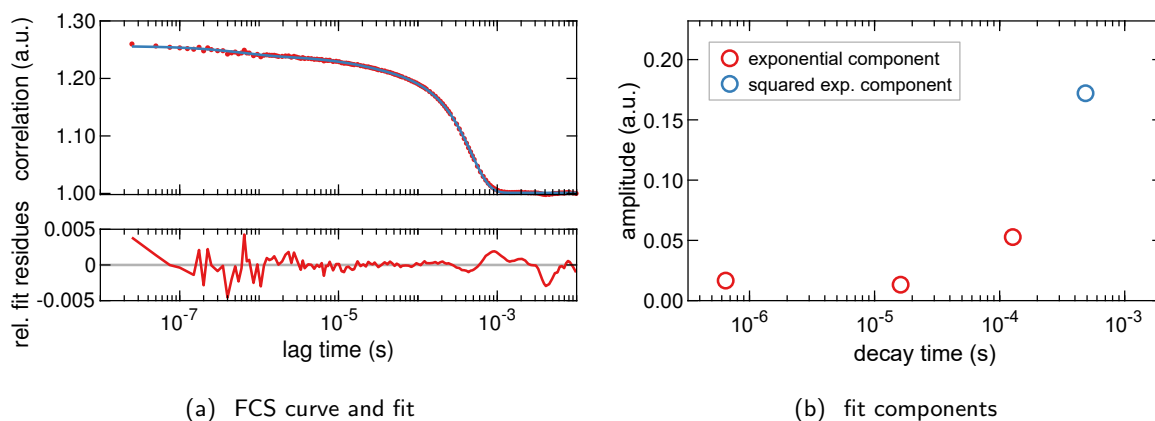 correlation (a.u.)
1.30
1.20
1.10
1.00
rel. fit residues
0.005
0
-0.005
10⁻⁷
10⁻⁵
10⁻³
lag time (s)
(a) FCS curve and fit
amplitude (a.u.)
0.20
0.15
0.10
0.05
0.00
exponential component
squared exp. component
10⁻⁶
10⁻⁵
10⁻⁴
10⁻³
decay time (s)
(b) fit components